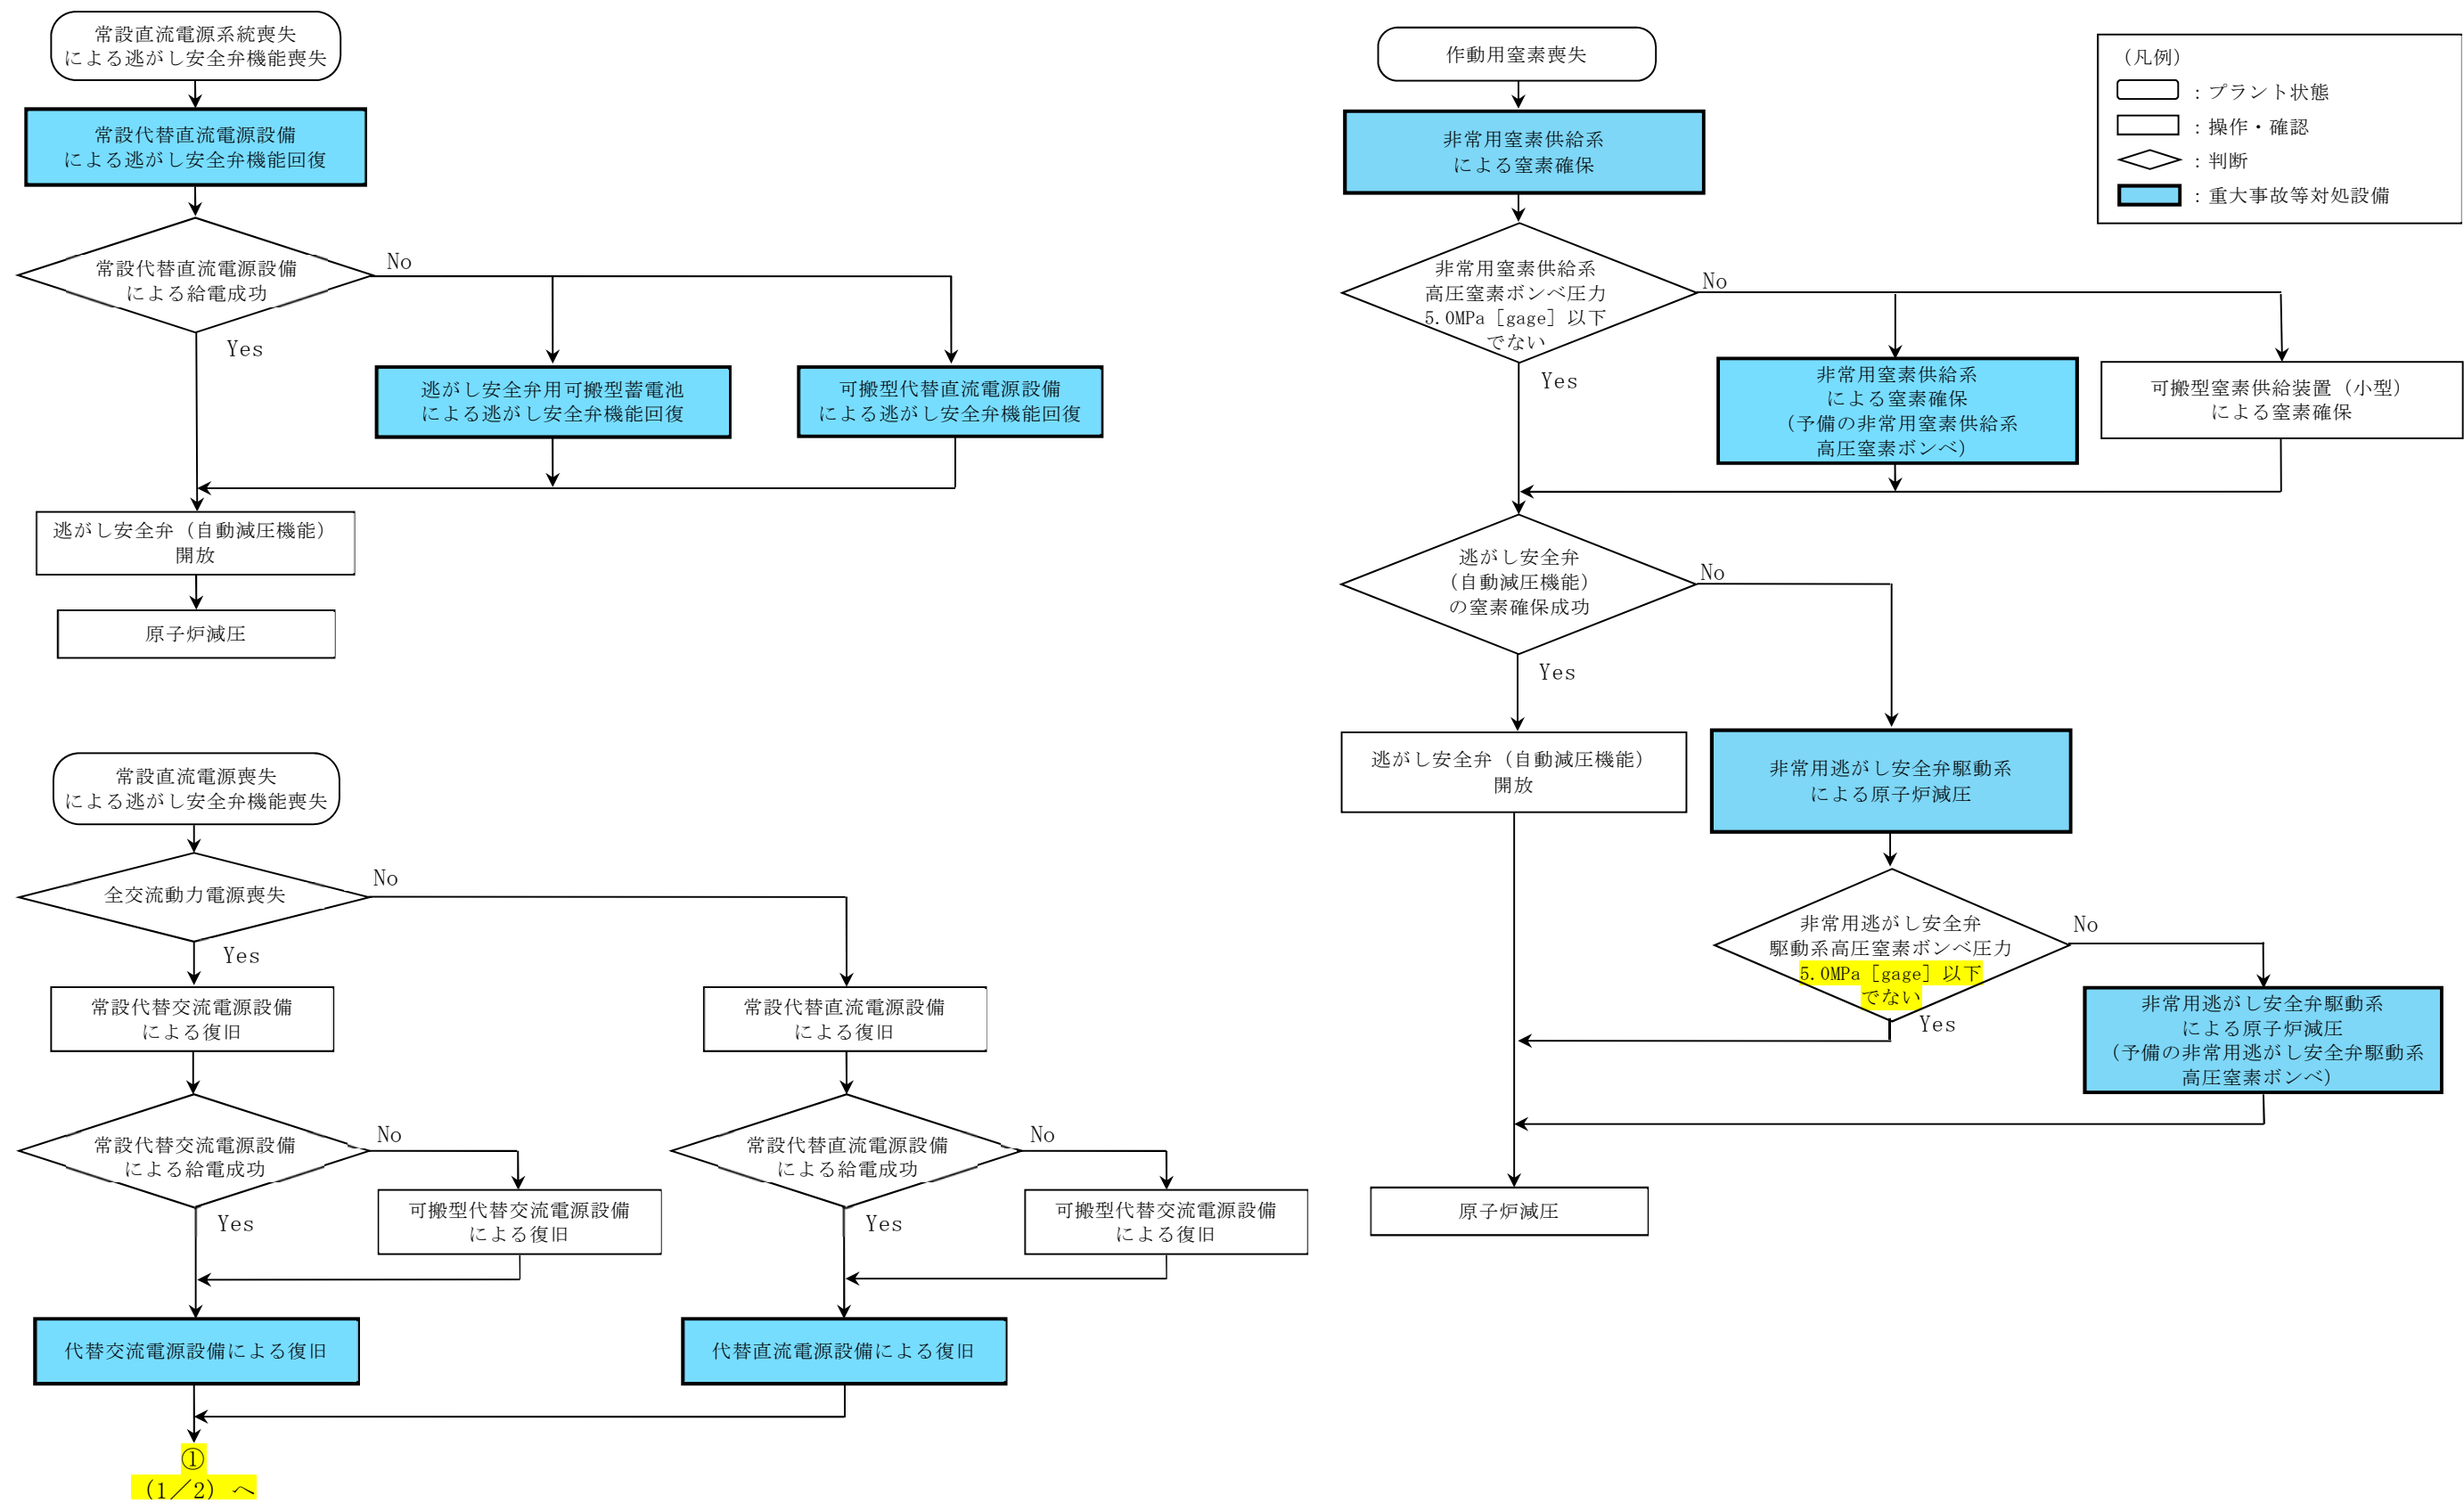 常設直流電源系統喪失
による逃がし安全弁機能喪失
常設代替直流電源設備
による逃がし安全弁機能回復
常設代替直流電源設備
による給電成功
No
Yes
逃がし安全弁用可搬型蓄電池
による逃がし安全弁機能回復
可搬型代替直流電源設備
による逃がし安全弁機能回復
逃がし安全弁（自動減圧機能）
開放
原子炉減圧
常設直流電源喪失
による逃がし安全弁機能喪失
全交流動力電源喪失
No
Yes
常設代替交流電源設備
による復旧
常設代替直流電源設備
による復旧
常設代替交流電源設備
による給電成功
No
Yes
可搬型代替交流電源設備
による復旧
常設代替直流電源設備
による給電成功
No
Yes
可搬型代替交流電源設備
による復旧
代替交流電源設備による復旧
代替直流電源設備による復旧
①
（1／2）へ
作動用窒素喪失
非常用窒素供給系
による窒素確保
非常用窒素供給系
高圧窒素ボンベ圧力
5.0MPa［gage］以下
でない
No
Yes
非常用窒素供給系
による窒素確保
（予備の非常用窒素供給系
高圧窒素ボンベ）
可搬型窒素供給装置（小型）
による窒素確保
逃がし安全弁
（自動減圧機能）
の窒素確保成功
No
Yes
逃がし安全弁（自動減圧機能）
開放
非常用逃がし安全弁駆動系
による原子炉減圧
非常用逃がし安全弁
駆動系高圧窒素ボンベ圧力
5.0MPa［gage］以下
でない
No
Yes
非常用逃がし安全弁駆動系
による原子炉減圧
（予備の非常用逃がし安全弁駆動系
高圧窒素ボンベ）
原子炉減圧
（凡例）
：プラント状態
：操作・確認
：判断
：重大事故等対処設備